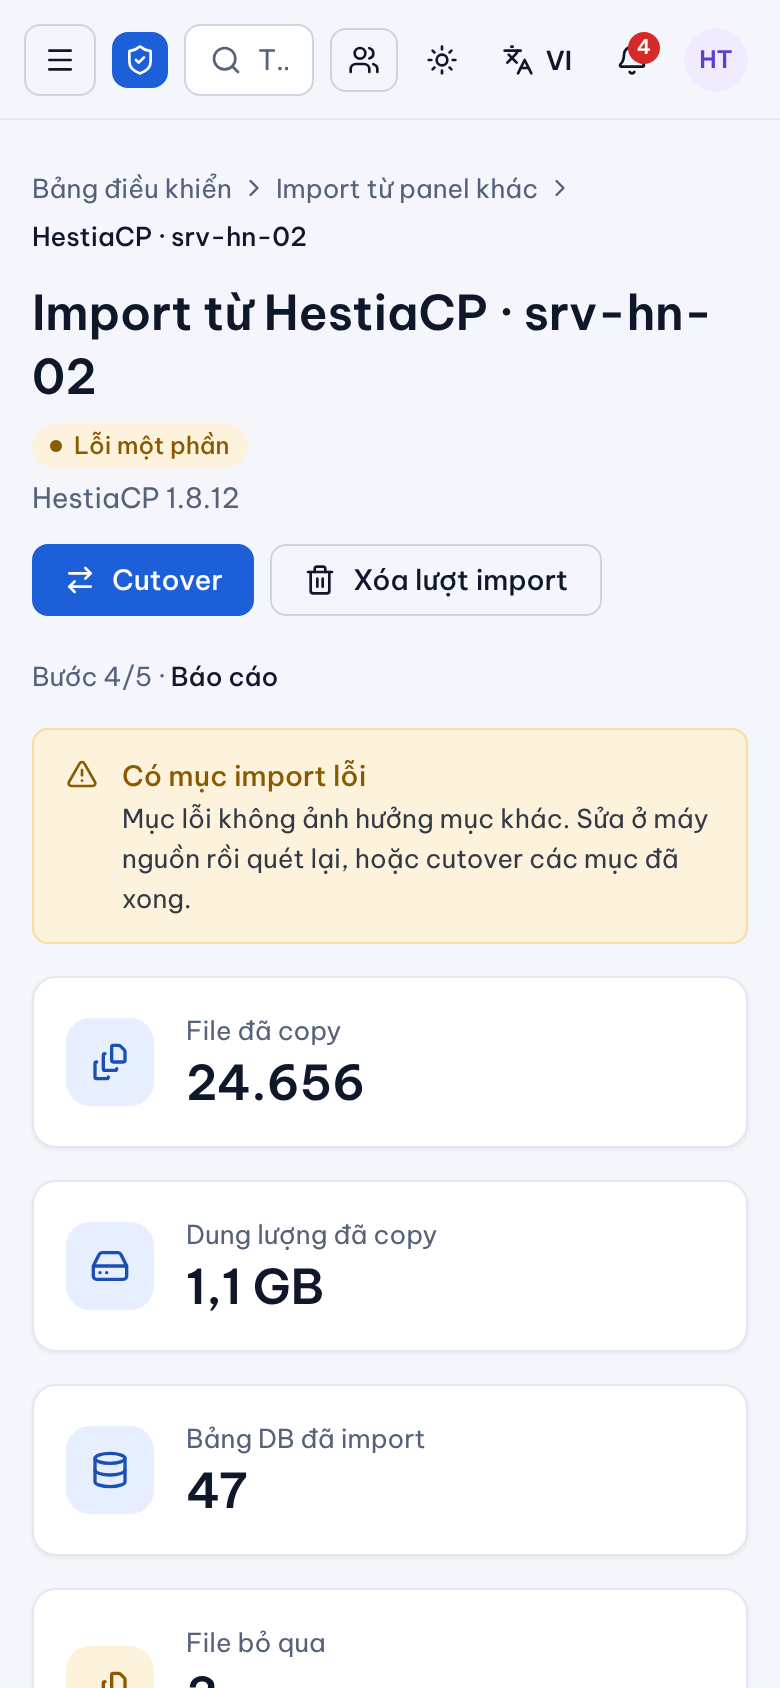 T..
VI
4
HT
Bảng điều khiển > Import từ panel khác >
HestiaCP · srv-hn-02
Import từ HestiaCP · srv-hn-
02
Lỗi một phần
HestiaCP 1.8.12
Cutover
Xóa lượt import
Bước 4/5 · Báo cáo
Có mục import lỗi
Mục lỗi không ảnh hưởng mục khác. Sửa ở máy
nguồn rồi quét lại, hoặc cutover các mục đã
xong.
File đã copy
24.656
Dung lượng đã copy
1,1 GB
Bảng DB đã import
47
File bỏ qua